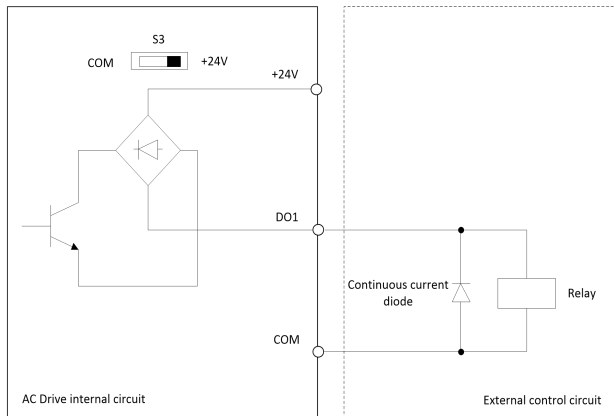 S3
COM
+24V
+24V
DO1
Continuous current
diode
Relay
COM
AC Drive internal circuit
External control circuit